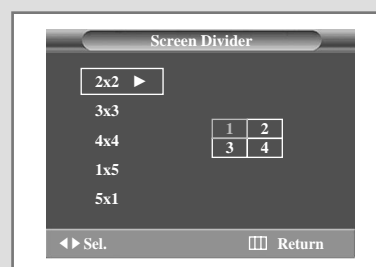 Screen Divider
2x2 ►
3x3
4x4
1x5
5x1
1 2
3 4
◄► Sel. Return